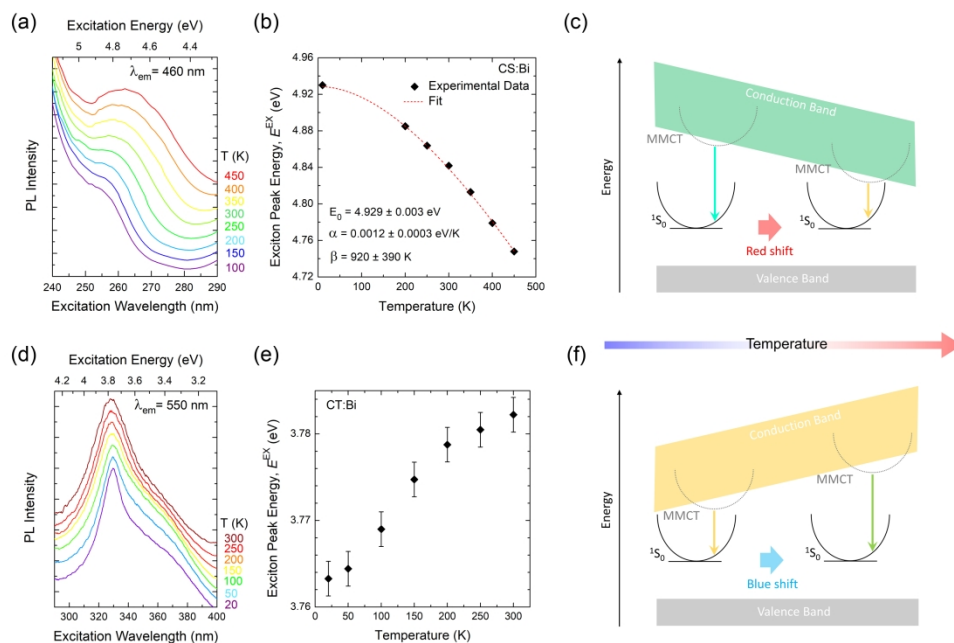 (a)
Excitation Energy (eV)
5 4.8 4.6 4.4
λem= 460 nm
PL Intensity
T (K)
450
400
350
300
250
200
150
100
240 250 260 270 280 290
Excitation Wavelength (nm)
(b)
CS:Bi
Experimental Data
Fit
Exciton Peak Energy, E^EX (eV)
4.96
4.92
4.88
4.84
4.80
4.76
4.72
E0 = 4.929 ± 0.003 eV
α = 0.0012 ± 0.0003 eV/K
β = 920 ± 390 K
0 100 200 300 400 500
Temperature (K)
(c)
Energy
Conduction Band
MMCT
MMCT
¹S₀
¹S₀
Red shift
Valence Band
Temperature
(d)
Excitation Energy (eV)
4.2 4 3.8 3.6 3.4 3.2
λem= 550 nm
PL Intensity
T (K)
300
250
200
150
100
50
20
300 320 340 360 380 400
Excitation Wavelength (nm)
(e)
CT:Bi
Exciton Peak Energy, E^EX (eV)
3.78
3.77
3.76
0 50 100 150 200 250 300
Temperature (K)
(f)
Energy
Conduction Band
MMCT
MMCT
¹S₀
¹S₀
Blue shift
Valence Band